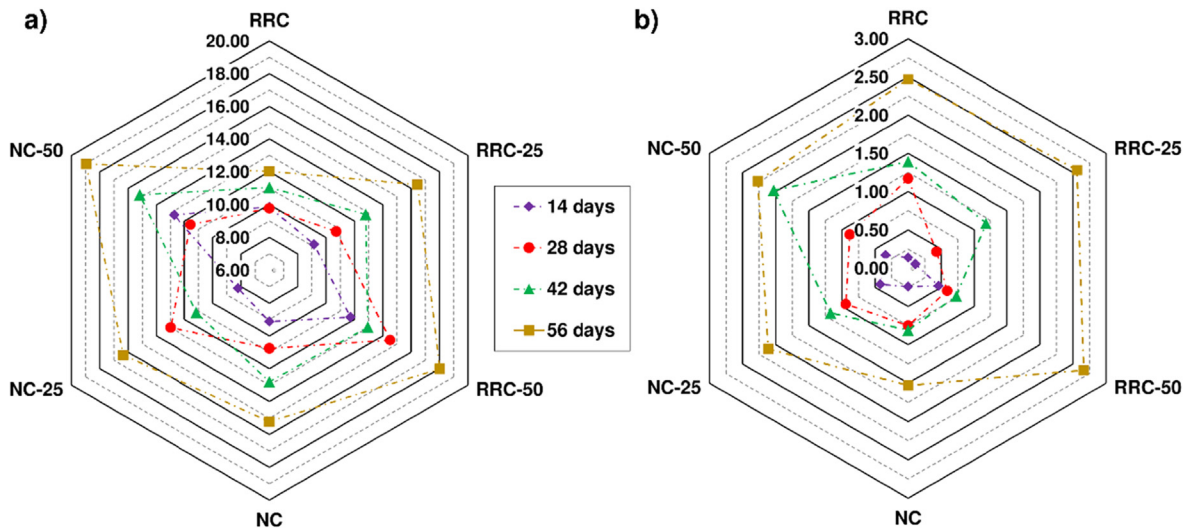 a)
RRC
20.00
18.00
16.00
14.00
12.00
10.00
8.00
6.00
NC-50
RRC-25
NC-25
RRC-50
NC
14 days
28 days
42 days
56 days
b)
RRC
3.00
2.50
2.00
1.50
1.00
0.50
0.00
NC-50
RRC-25
NC-25
RRC-50
NC